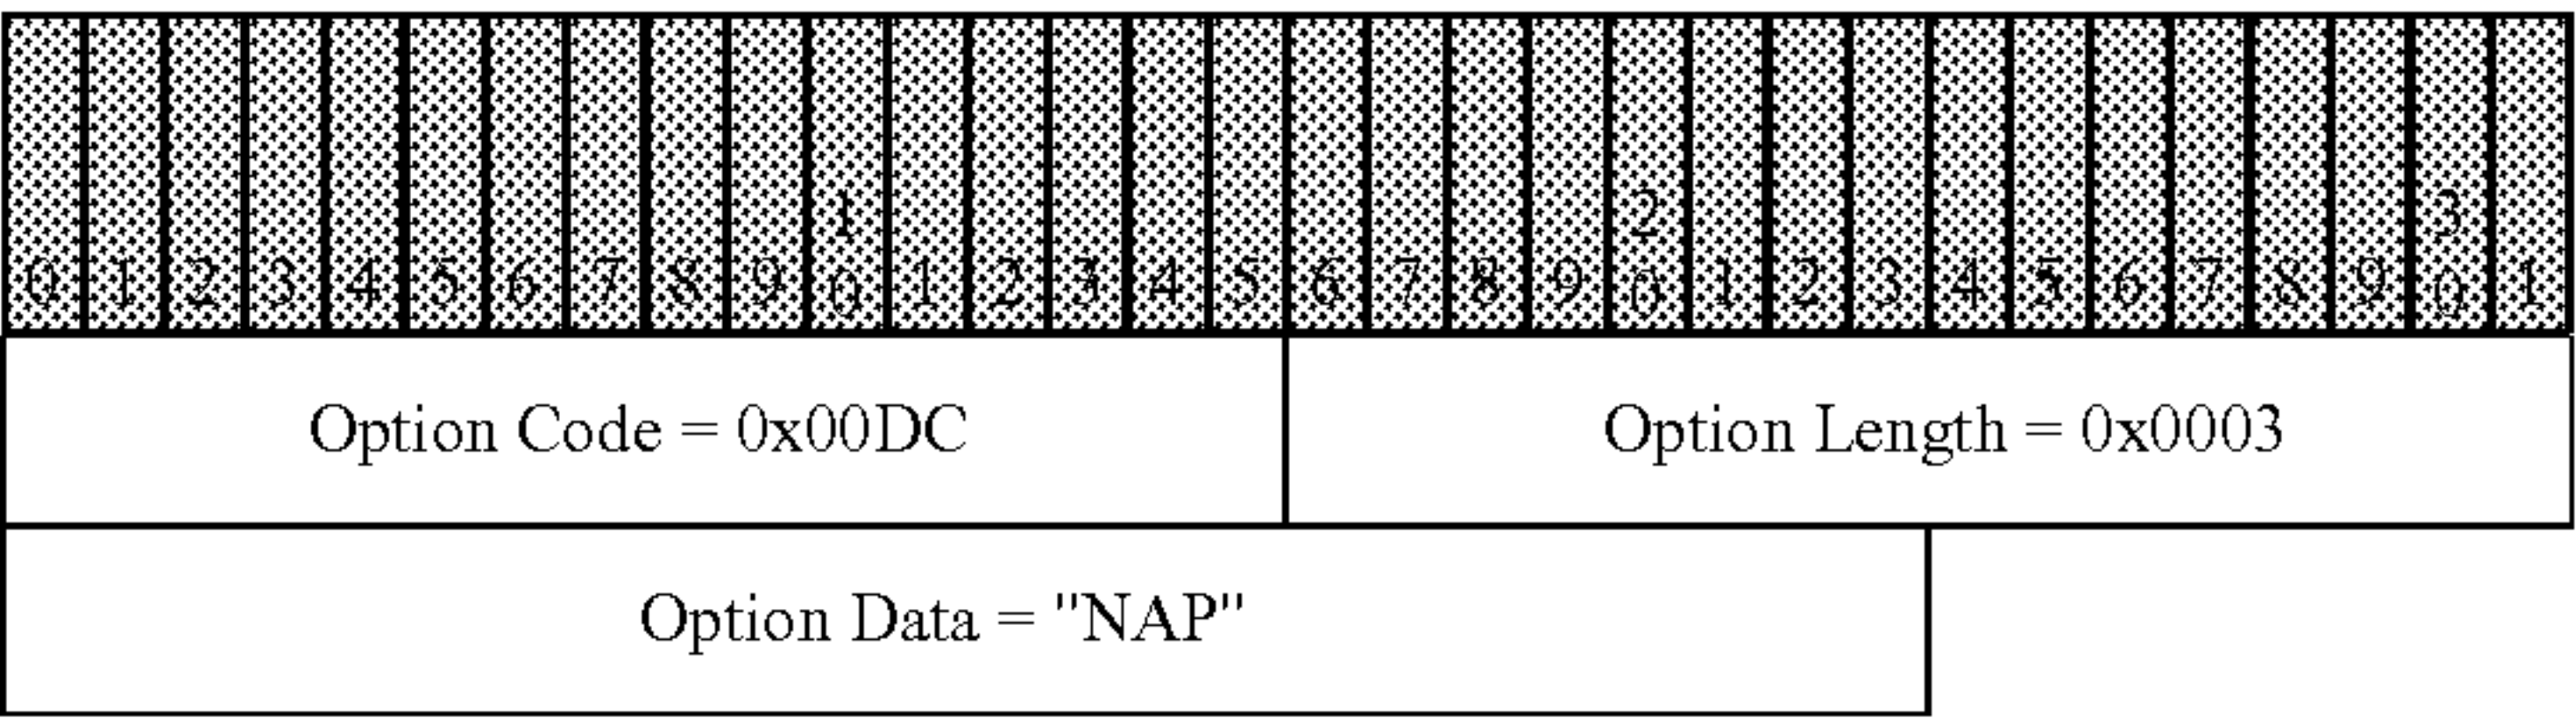 1 2 3
0 1 2 3 4 5 6 7 8 9 0 1 2 3 4 5 6 7 8 9 0 1 2 3 4 5 6 7 8 9 0 1
Option Code = 0x00DC Option Length = 0x0003
Option Data = "NAP"